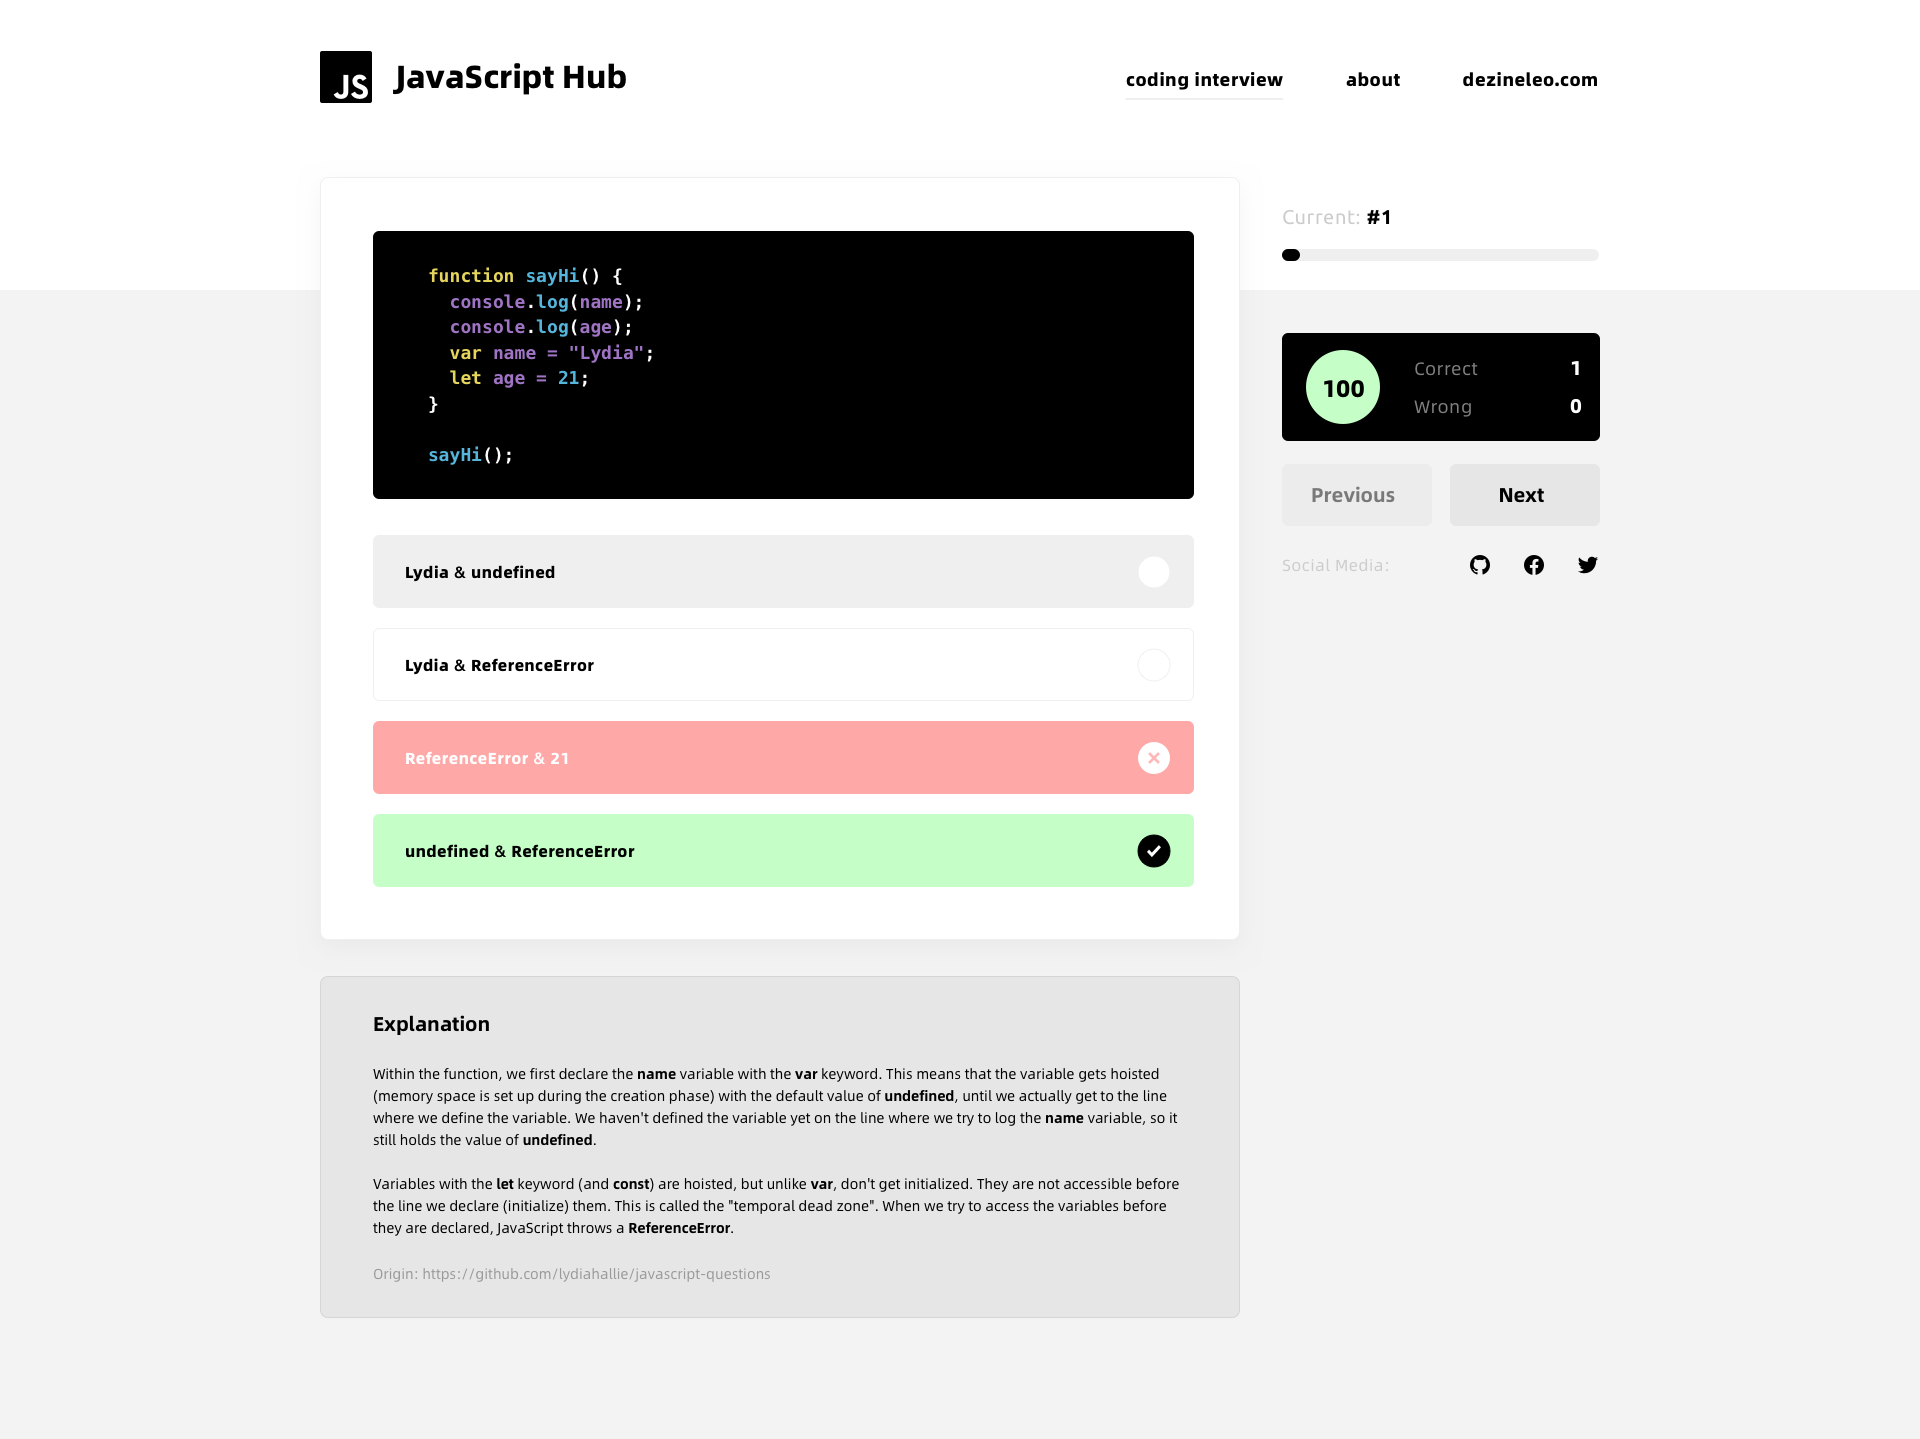 JS JavaScript Hub
coding interview about dezineleo.com
Current: #1
function sayHi() {
  console.log(name);
  console.log(age);
  var name = "Lydia";
  let age = 21;
}
sayHi();
100
Correct 1
Wrong 0
Previous Next
Social Media:
Lydia & undefined
Lydia & ReferenceError
ReferenceError & 21
undefined & ReferenceError
Explanation
Within the function, we first declare the name variable with the var keyword. This means that the variable gets hoisted
(memory space is set up during the creation phase) with the default value of undefined, until we actually get to the line
where we define the variable. We haven't defined the variable yet on the line where we try to log the name variable, so it
still holds the value of undefined.
Variables with the let keyword (and const) are hoisted, but unlike var, don't get initialized. They are not accessible before
the line we declare (initialize) them. This is called the "temporal dead zone". When we try to access the variables before
they are declared, JavaScript throws a ReferenceError.
Origin: https://github.com/lydiahallie/javascript-questions